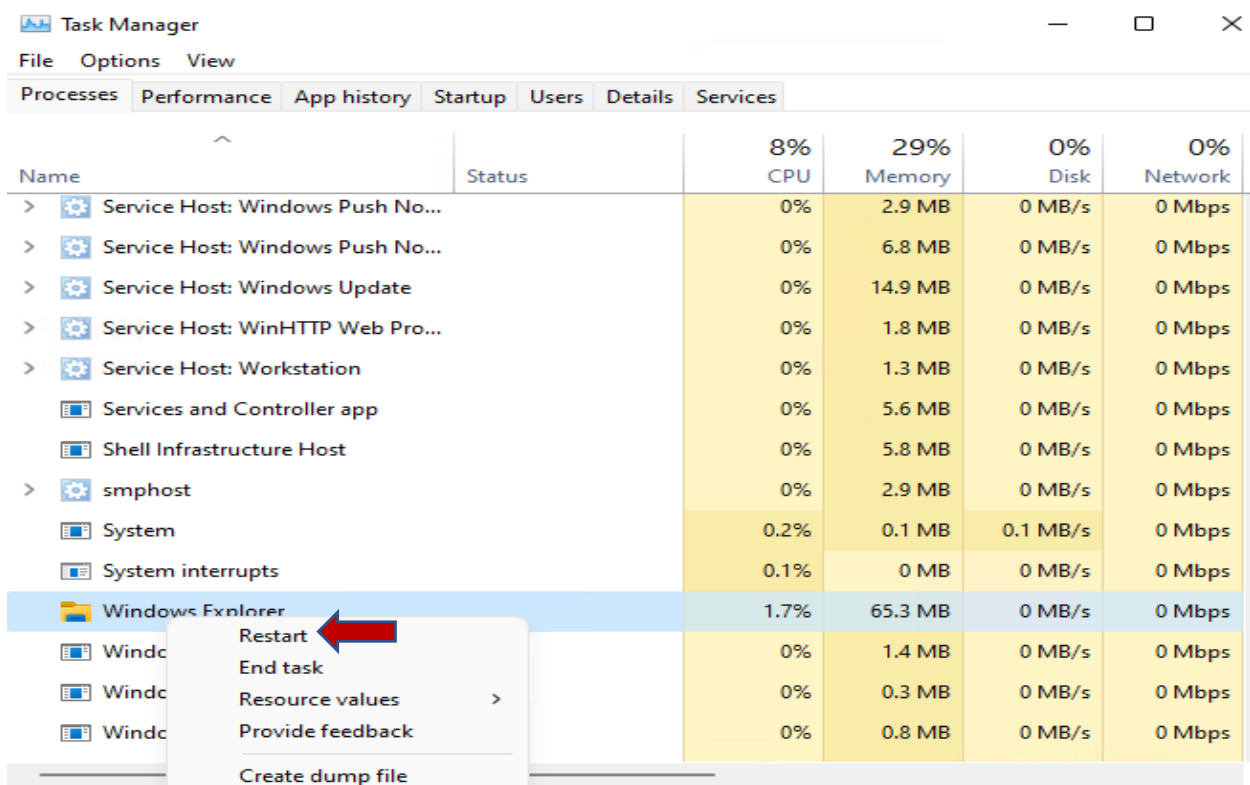 Task Manager
File Options View
Processes Performance App history Startup Users Details Services
8% 29% 0% 0%
Name Status CPU Memory Disk Network
Service Host: Windows Push No... 0% 2.9 MB 0 MB/s 0 Mbps
Service Host: Windows Push No... 0% 6.8 MB 0 MB/s 0 Mbps
Service Host: Windows Update 0% 14.9 MB 0 MB/s 0 Mbps
Service Host: WinHTTP Web Pro... 0% 1.8 MB 0 MB/s 0 Mbps
Service Host: Workstation 0% 1.3 MB 0 MB/s 0 Mbps
Services and Controller app 0% 5.6 MB 0 MB/s 0 Mbps
Shell Infrastructure Host 0% 5.8 MB 0 MB/s 0 Mbps
smphost 0% 2.9 MB 0 MB/s 0 Mbps
System 0.2% 0.1 MB 0.1 MB/s 0 Mbps
System interrupts 0.1% 0 MB 0 MB/s 0 Mbps
Windows Explorer 1.7% 65.3 MB 0 MB/s 0 Mbps
Restart
Windo 0% 1.4 MB 0 MB/s 0 Mbps
End task
Windo 0% 0.3 MB 0 MB/s 0 Mbps
Resource values
Windo 0% 0.8 MB 0 MB/s 0 Mbps
Provide feedback
Create dump file